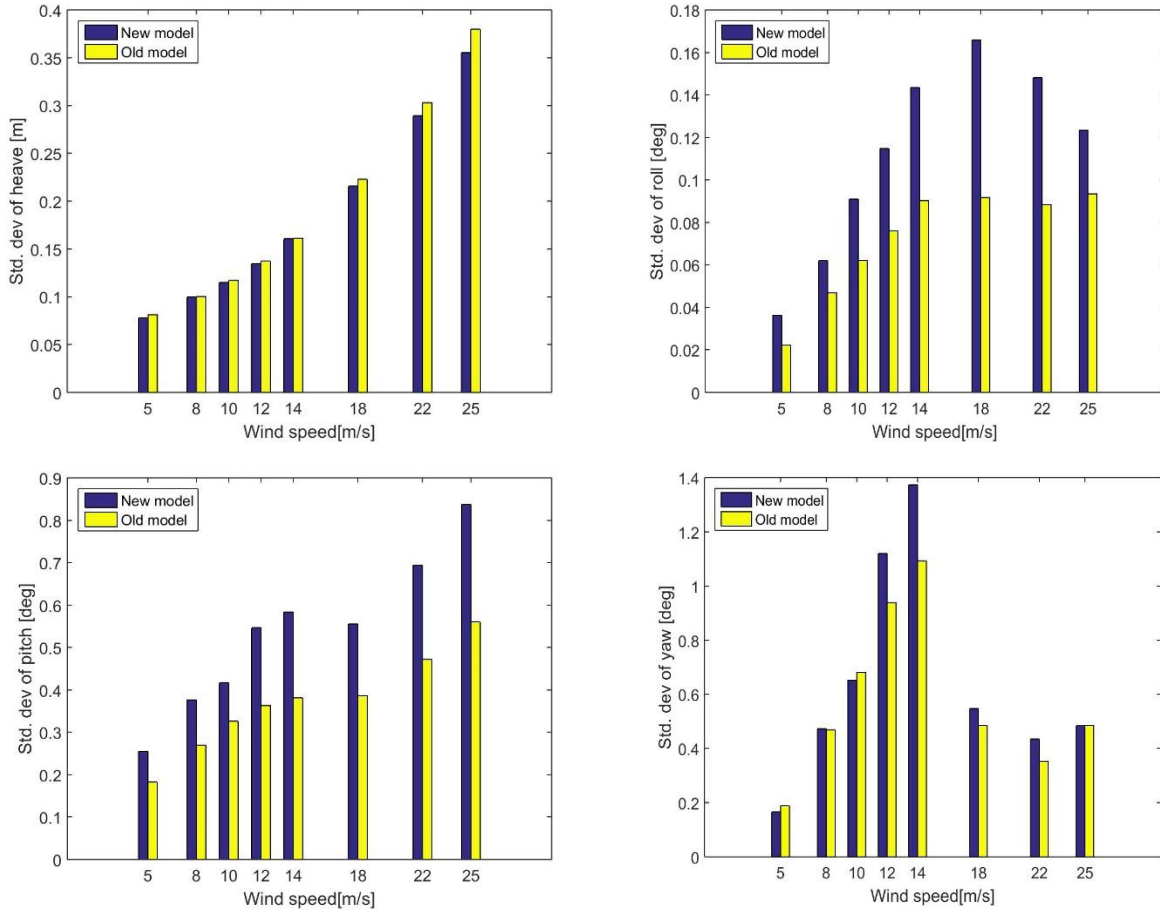 0.4
0.35
0.3
0.25
0.2
0.15
0.1
0.05
0
Std. dev of heave [m]
New model
Old model
5 8 10 12 14 18 22 25
Wind speed[m/s]
0.18
0.16
0.14
0.12
0.1
0.08
0.06
0.04
0.02
0
Std. dev of roll [deg]
New model
Old model
5 8 10 12 14 18 22 25
Wind speed[m/s]
0.9
0.8
0.7
0.6
0.5
0.4
0.3
0.2
0.1
0
Std. dev of pitch [deg]
New model
Old model
5 8 10 12 14 18 22 25
Wind speed[m/s]
1.4
1.2
1
0.8
0.6
0.4
0.2
0
Std. dev of yaw [deg]
New model
Old model
5 8 10 12 14 18 22 25
Wind speed[m/s]